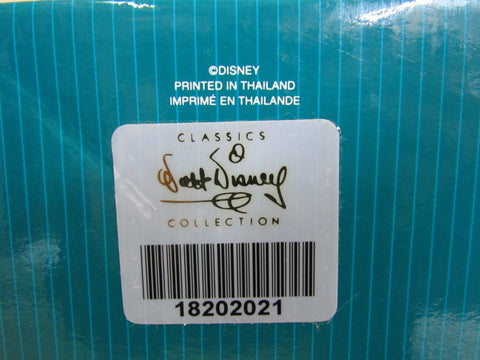 ©DISNEY
PRINTED IN THAILAND
IMPRIMÉ EN THAILANDE
CLASSICS
Walt Disney
COLLECTION
18202021